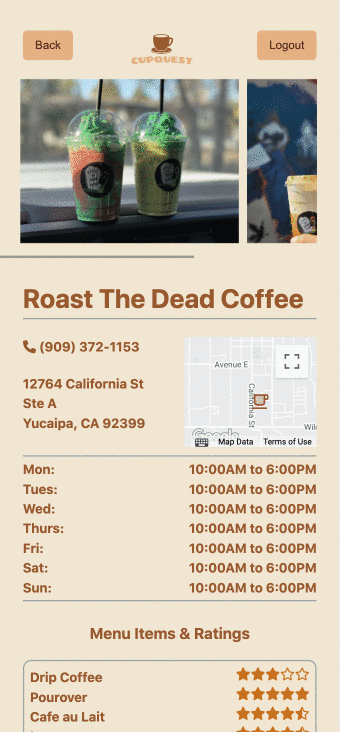 Back
CUPQUEST
Logout
Roast The Dead Coffee
(909) 372-1153
12764 California St
Ste A
Yucaipa, CA 92399
Avenue E
California St
Google
Map Data
Terms of Use
Mon: 10:00AM to 6:00PM
Tues: 10:00AM to 6:00PM
Wed: 10:00AM to 6:00PM
Thurs: 10:00AM to 6:00PM
Fri: 10:00AM to 6:00PM
Sat: 10:00AM to 6:00PM
Sun: 10:00AM to 6:00PM
Menu Items & Ratings
Drip Coffee
Pourover
Cafe au Lait